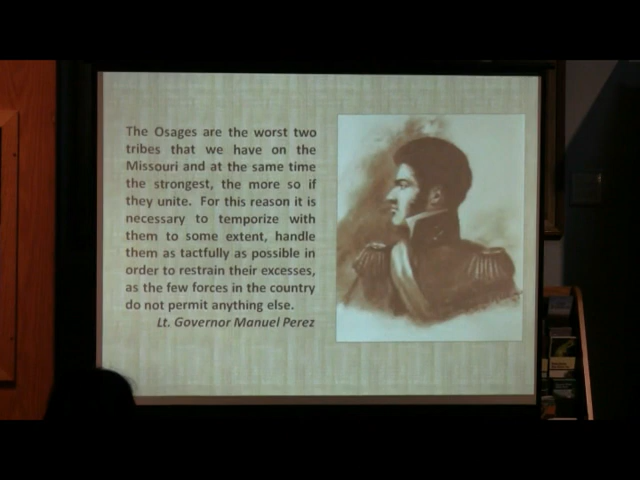 The Osages are the worst two
tribes that we have on the
Missouri and at the same time
the strongest, the more so if
they unite. For this reason it is
necessary to temporize with
them to some extent, handle
them as tactfully as possible in
order to restrain their excesses,
as the few forces in the country
do not permit anything else.
Lt. Governor Manuel Perez